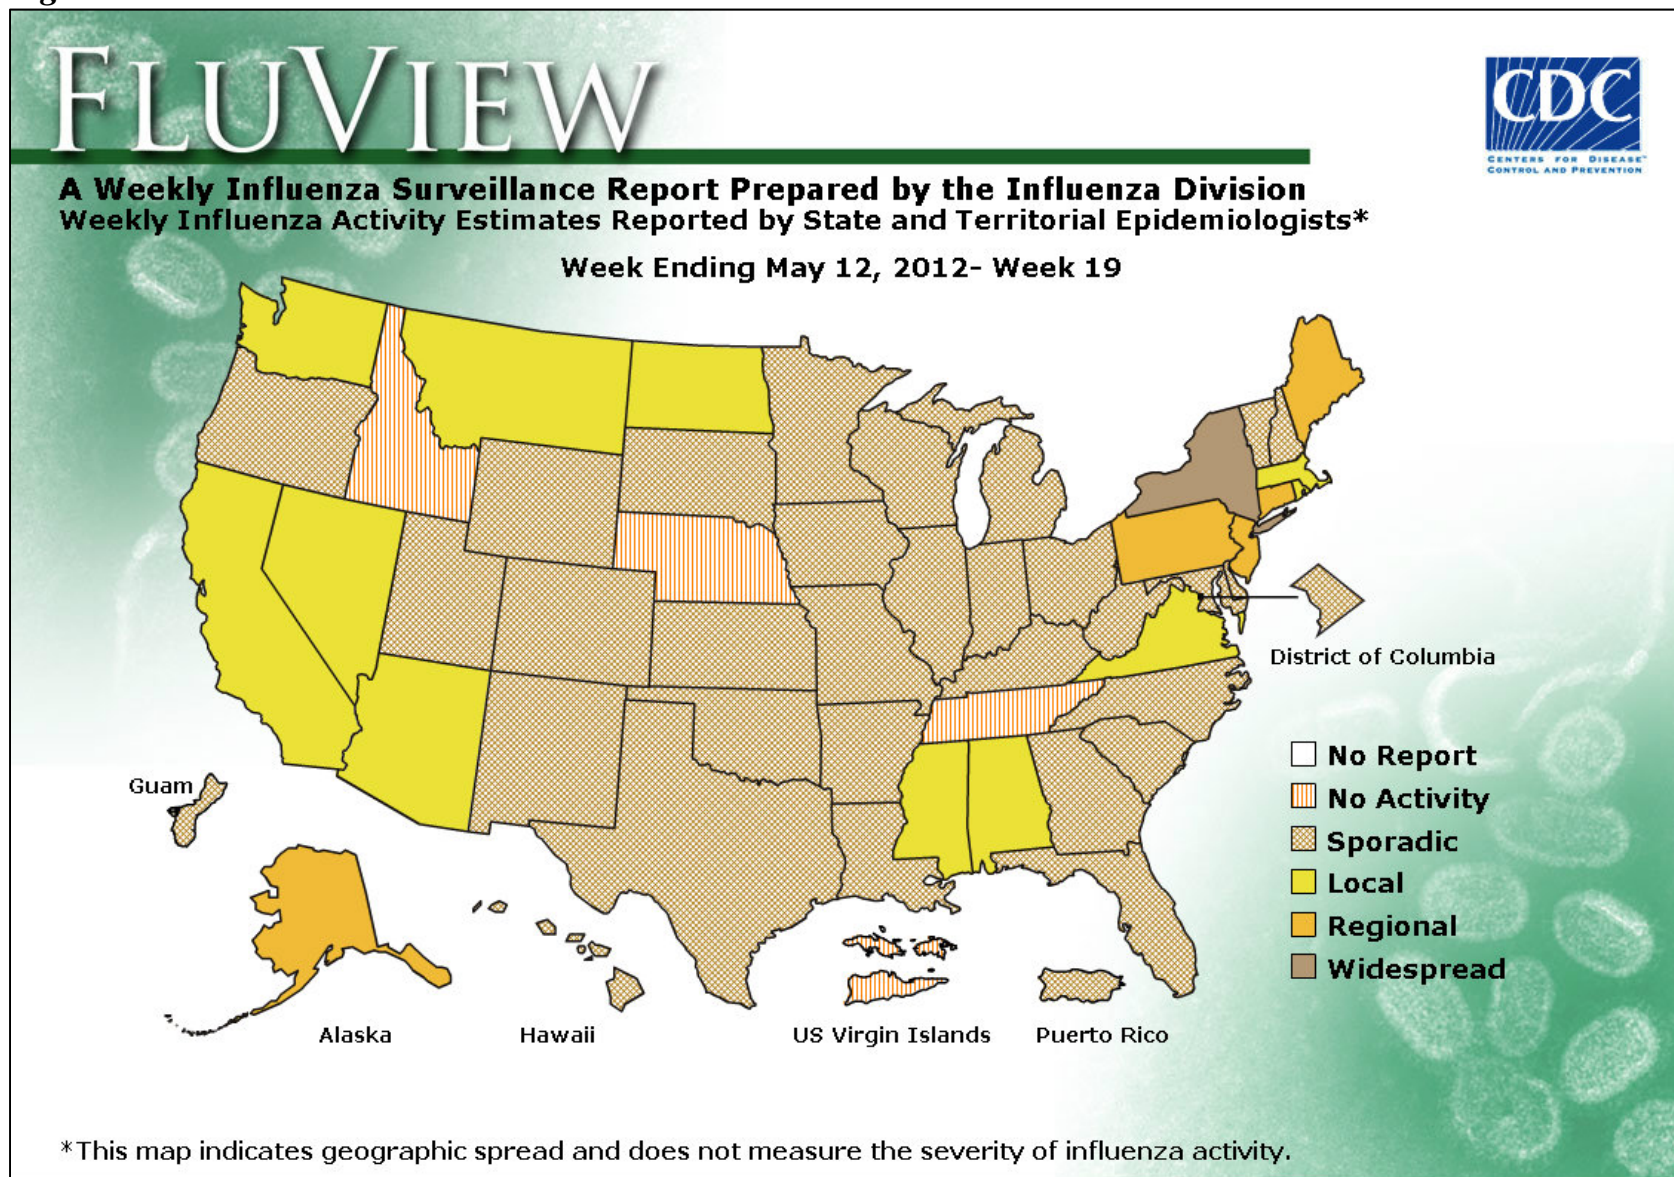 FLUVIEW
CDC
CENTERS FOR DISEASE™
CONTROL AND PREVENTION
A Weekly Influenza Surveillance Report Prepared by the Influenza Division
Weekly Influenza Activity Estimates Reported by State and Territorial Epidemiologists*
Week Ending May 12, 2012- Week 19
District of Columbia
No Report
Guam
No Activity
Sporadic
Local
Regional
Widespread
Alaska
Hawaii
US Virgin Islands
Puerto Rico
*This map indicates geographic spread and does not measure the severity of influenza activity.